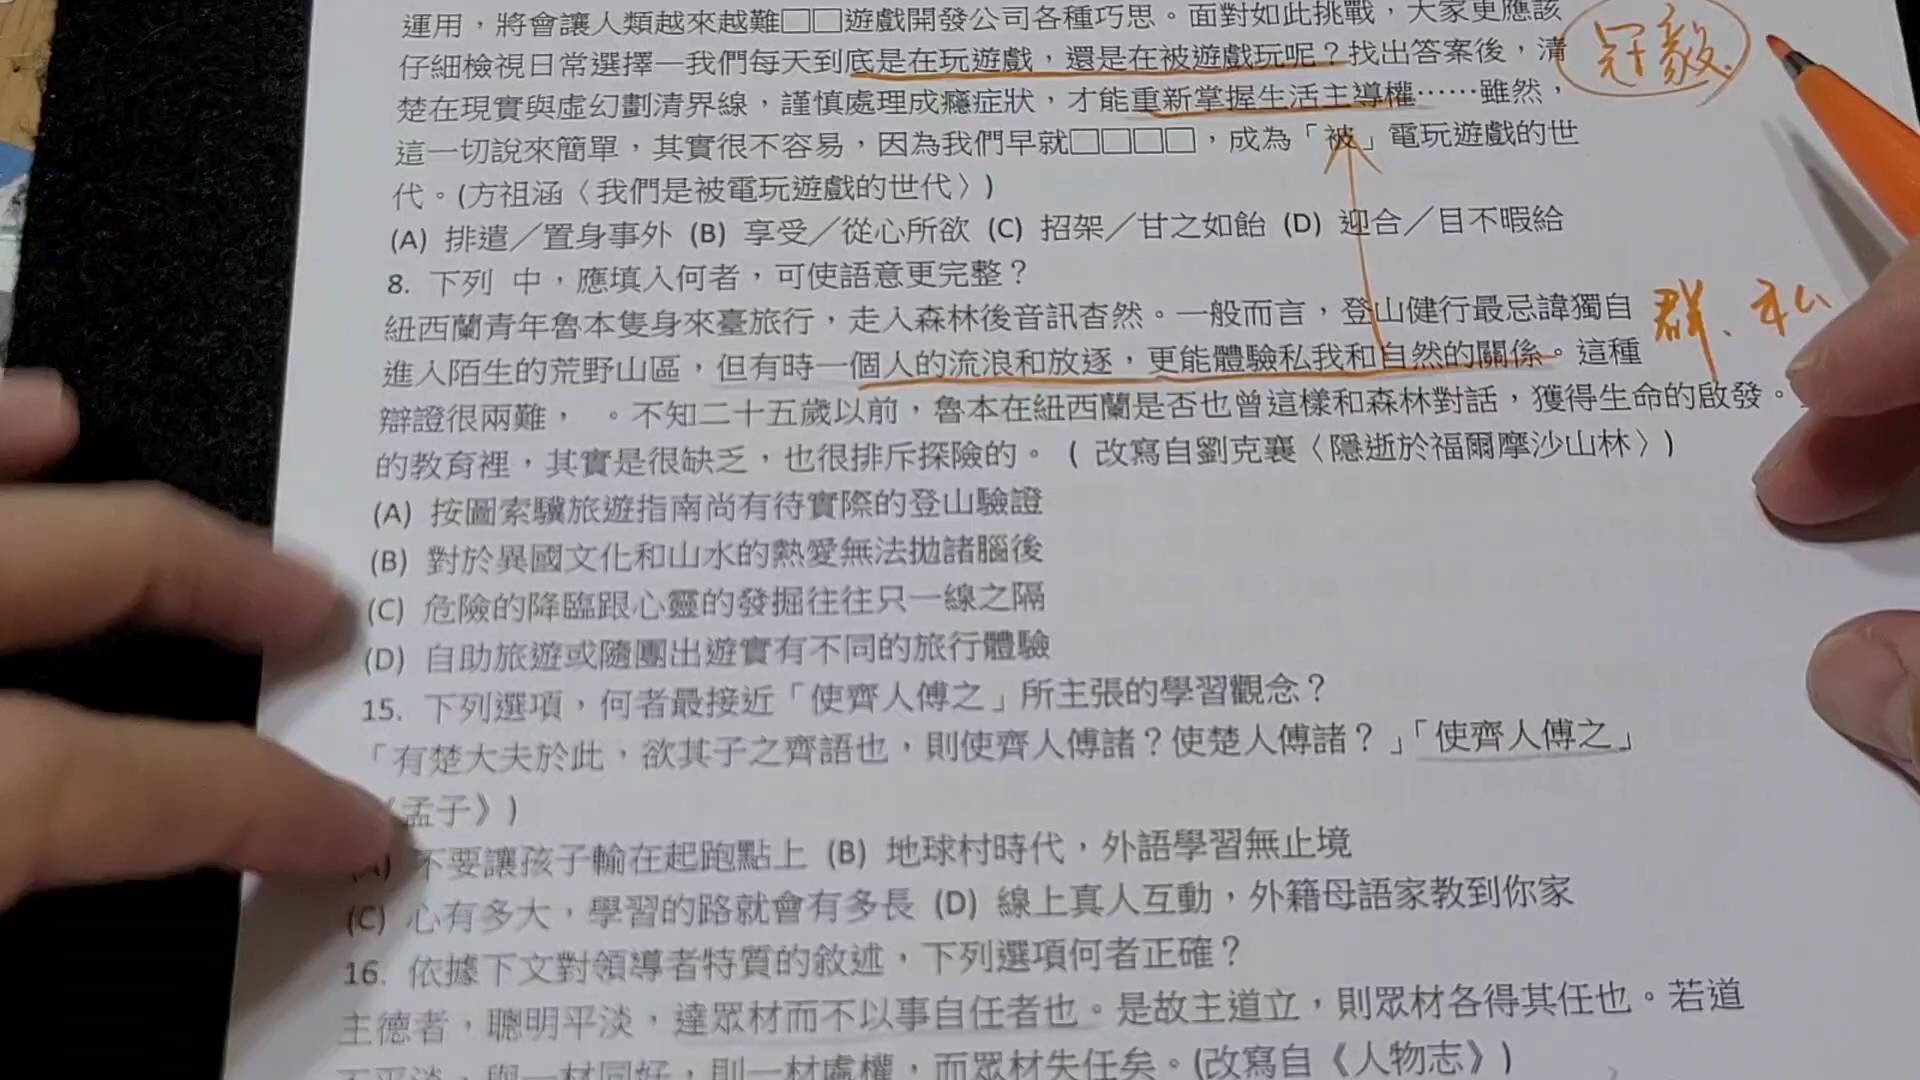 運用，將會讓人類越來越難□□遊戲開發公司各種巧思。面對如此挑戰，大家更應該
仔細檢視日常選擇—我們每天到底是在玩遊戲，還是在被遊戲玩呢？找出答案後，清
楚在現實與虛幻劃清界線，謹慎處理成癮症狀，才能重新掌握生活主導權……雖然，
這一切說來簡單，其實很不容易，因為我們早就□□□□，成為「被」電玩遊戲的世
代。(方祖涵〈我們是被電玩遊戲的世代〉)
(A) 排遣／置身事外 (B) 享受／從心所欲 (C) 招架／甘之如飴 (D) 迎合／目不暇給
8. 下列 中，應填入何者，可使語意更完整？
紐西蘭青年魯本隻身來臺旅行，走入森林後音訊杳然。一般而言，登山健行最忌諱獨自
進入陌生的荒野山區，但有時一個人的流浪和放逐，更能體驗私我和自然的關係。這種
辯證很兩難， 。不知二十五歲以前，魯本在紐西蘭是否也曾這樣和森林對話，獲得生命的啟發。
的教育裡，其實是很缺乏，也很排斥探險的。 ( 改寫自劉克襄〈隱逝於福爾摩沙山林〉)
(A) 按圖索驥旅遊指南尚有待實際的登山驗證
(B) 對於異國文化和山水的熱愛無法拋諸腦後
(C) 危險的降臨跟心靈的發掘往往只一線之隔
(D) 自助旅遊或隨團出遊實有不同的旅行體驗
15. 下列選項，何者最接近「使齊人傅之」所主張的學習觀念？
「有楚大夫於此，欲其子之齊語也，則使齊人傅諸？使楚人傅諸？」「使齊人傅之」
《孟子》)
(A) 不要讓孩子輸在起跑點上 (B) 地球村時代，外語學習無止境
(C) 心有多大，學習的路就會有多長 (D) 線上真人互動，外籍母語家教到你家
16. 依據下文對領導者特質的敘述，下列選項何者正確？
主德者，聰明平淡，達眾材而不以事自任者也。是故主道立，則眾材各得其任也。若道
不平淡，與一材同好，則一材處權，而眾材失任矣。(改寫自《人物志》)
冠毅
群、私